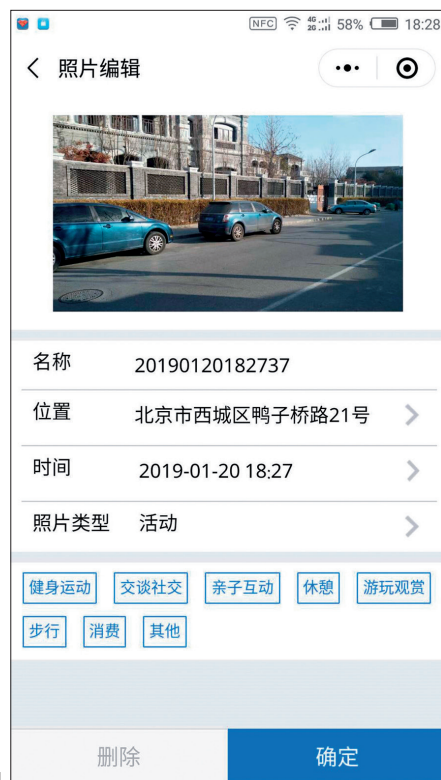 NFC 4G 2G 58% 18:28
照片编辑
名称 20190120182737
位置 北京市西城区鸭子桥路21号
时间 2019-01-20 18:27
照片类型 活动
健身运动 交谈社交 亲子互动 休憩 游玩观赏
步行 消费 其他
删除 确定